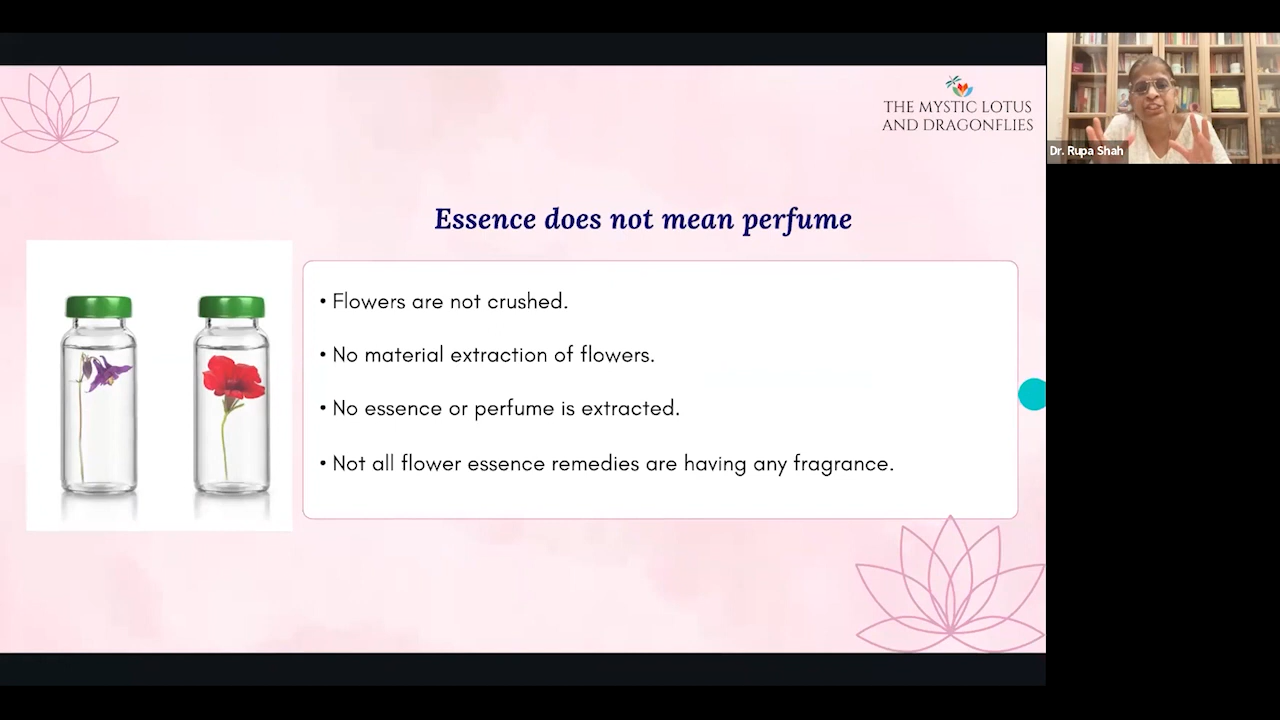 THE MYSTIC LOTUS
AND DRAGONFLIES
Dr. Rupa Shah
Essence does not mean perfume
• Flowers are not crushed.
• No material extraction of flowers.
• No essence or perfume is extracted.
• Not all flower essence remedies are having any fragrance.